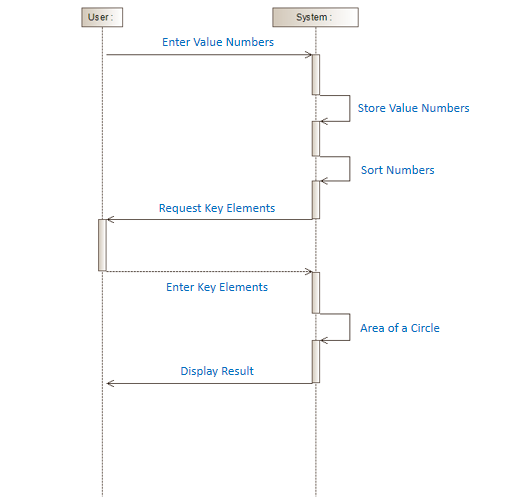 User :
System :
Enter Value Numbers
Store Value Numbers
Sort Numbers
Request Key Elements
Enter Key Elements
Area of a Circle
Display Result